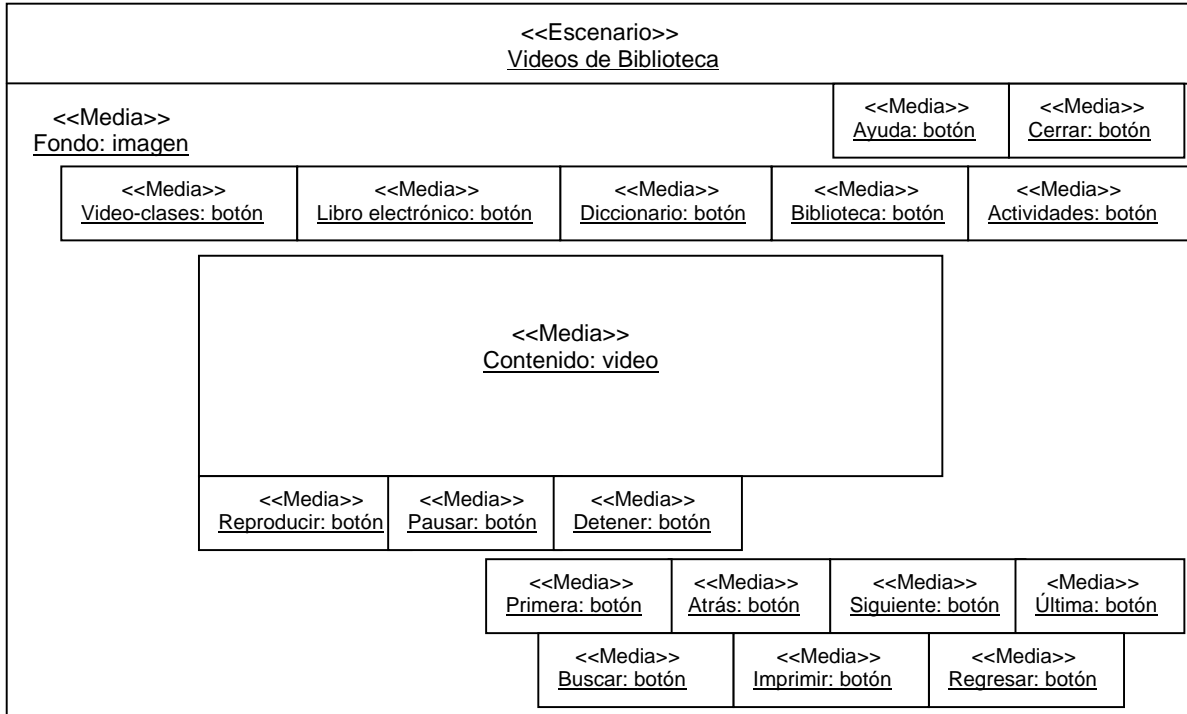 <<Escenario>>
Videos de Biblioteca
<<Media>>
Fondo: imagen
<<Media>>
Ayuda: botón
<<Media>>
Cerrar: botón
<<Media>>
Video-clases: botón
<<Media>>
Libro electrónico: botón
<<Media>>
Diccionario: botón
<<Media>>
Biblioteca: botón
<<Media>>
Actividades: botón
<<Media>>
Contenido: video
<<Media>>
Reproducir: botón
<<Media>>
Pausar: botón
<<Media>>
Detener: botón
<<Media>>
Primera: botón
<<Media>>
Atrás: botón
<<Media>>
Siguiente: botón
<Media>>
Última: botón
<<Media>>
Buscar: botón
<<Media>>
Imprimir: botón
<<Media>>
Regresar: botón